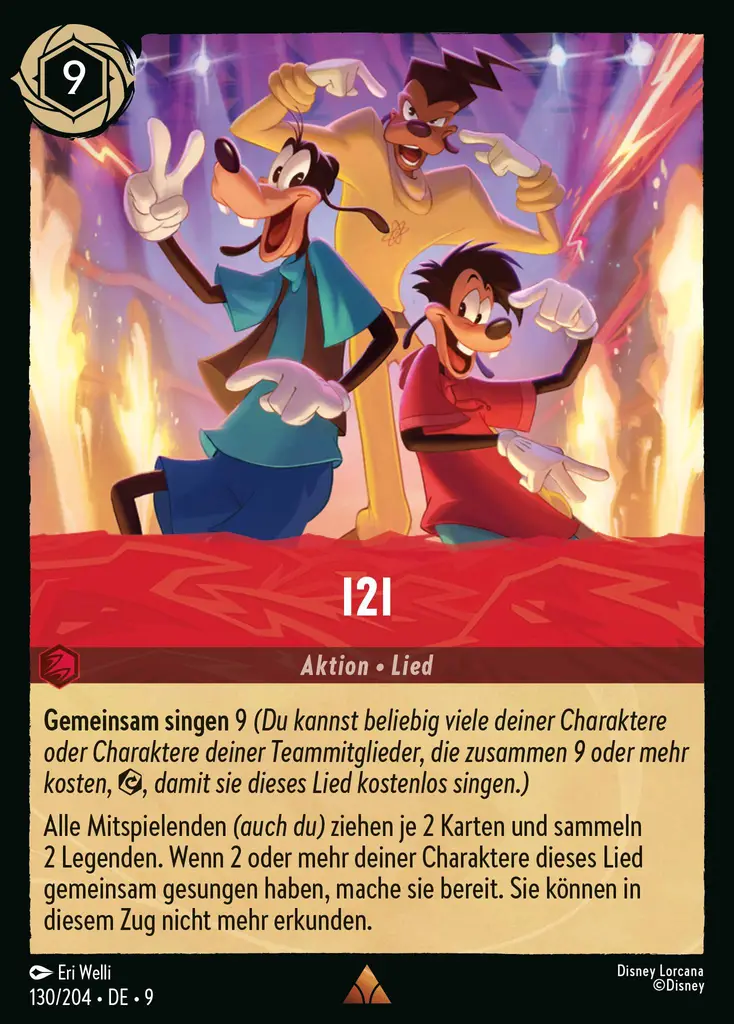 9
121
Aktion • Lied
Gemeinsam singen 9 (Du kannst beliebig viele deiner Charaktere
oder Charaktere deiner Teammitglieder, die zusammen 9 oder mehr
kosten, , damit sie dieses Lied kostenlos singen.)
Alle Mitspielenden (auch du) ziehen je 2 Karten und sammeln
2 Legenden. Wenn 2 oder mehr deiner Charaktere dieses Lied
gemeinsam gesungen haben, mache sie bereit. Sie können in
diesem Zug nicht mehr erkunden.
Eri Welli
Disney Lorcana
130/204 • DE • 9
©Disney